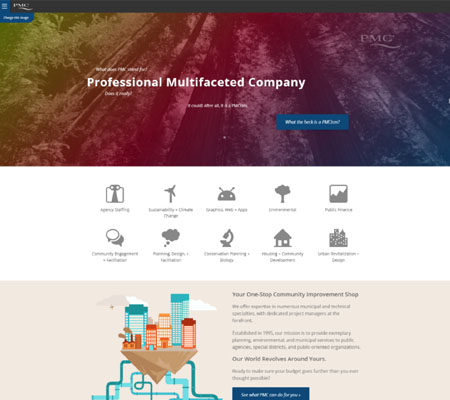 PMC
Change site image
PMC
What does PMC stand for?
Professional Multifaceted Company
Does it really?
It could. After all, it is a PMCism.
What the heck is a PMCism?
Agency Staffing
Sustainability + Climate
Change
Graphics, Web + Apps
Environmental
Public Finance
Community Engagement
+ Facilitation
Planning, Design, +
Facilitation
Conservation Planning +
Biology
Housing + Community
Development
Urban Revitalization +
Design
Your One-Stop Community Improvement Shop
We offer expertise in numerous municipal and technical
specialties, with dedicated project managers at the
forefront.
Established in 1995, our mission is to provide exemplary
planning, environmental, and municipal services to public
agencies, special districts, and public-oriented organizations.
Our World Revolves Around Yours.
Ready to make sure your budget goes further than you ever
thought possible?
See what PMC can do for you »